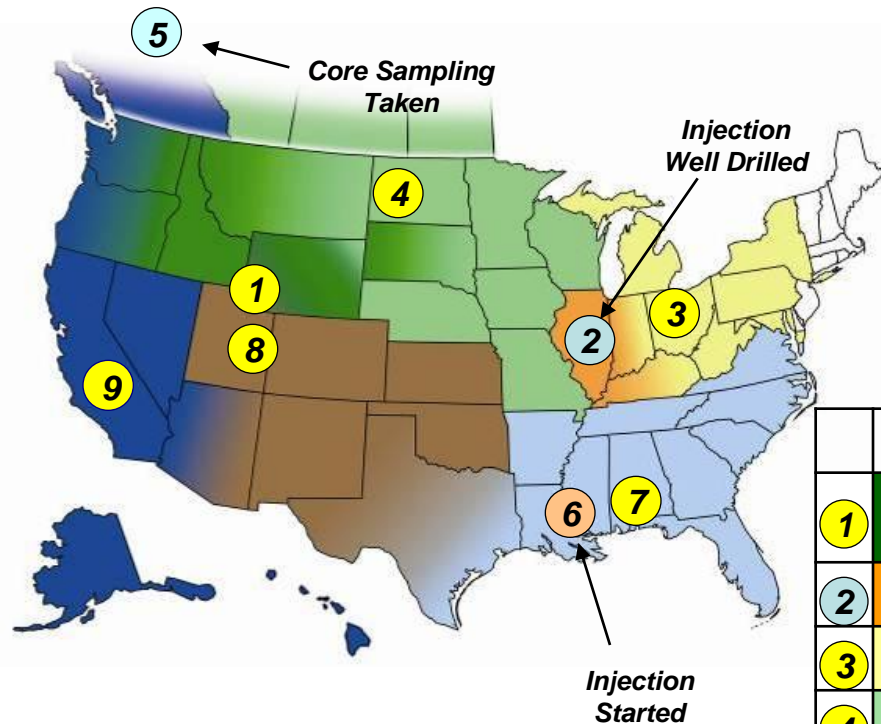 5
Core Sampling
Taken
Injection
Well Drilled
4
1
3
2
8
9
6
7
1
2
3
4
Injection
Started